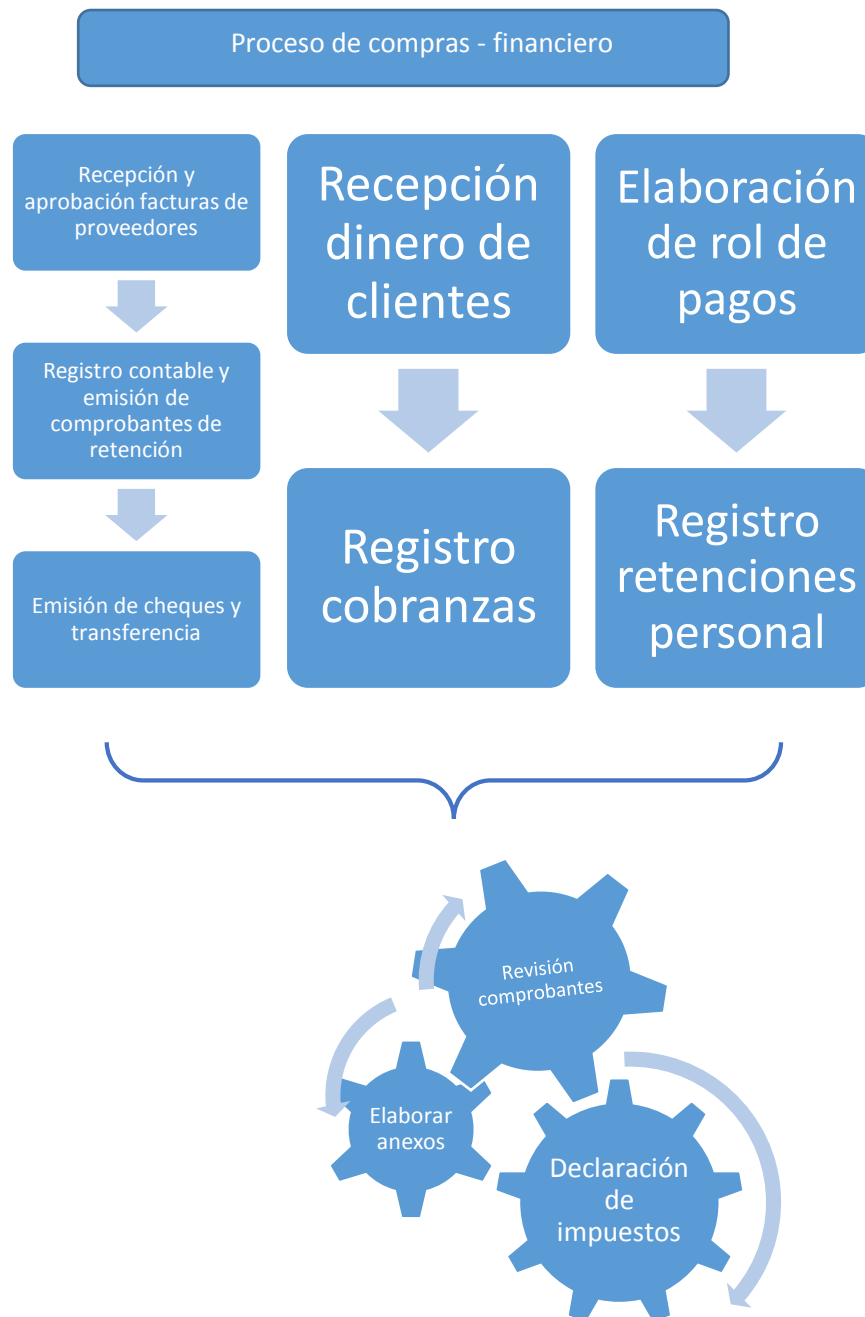 Proceso de compras - financiero
Recepción y
aprobación facturas de
proveedores
Registro contable y
emisión de
comprobantes de
retención
Emisión de cheques y
transferencia
Recepción
dinero de
clientes
Registro
cobranzas
Elaboración
de rol de
pagos
Registro
retenciones
personal
Revisión
comprobantes
Elaborar
anexos
Declaración
de
impuestos